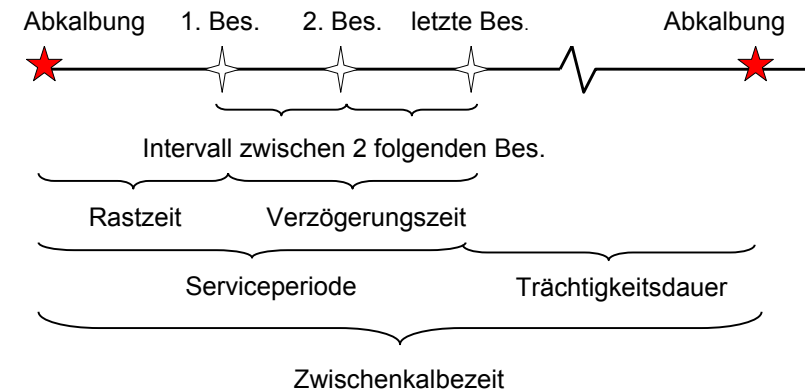 Abkalbung 1. Bes. 2. Bes. letzte Bes. Abkalbung
Intervall zwischen 2 folgenden Bes.
Rastzeit Verzögerungszeit
Serviceperiode Trächtigkeitsdauer
Zwischenkalbezeit